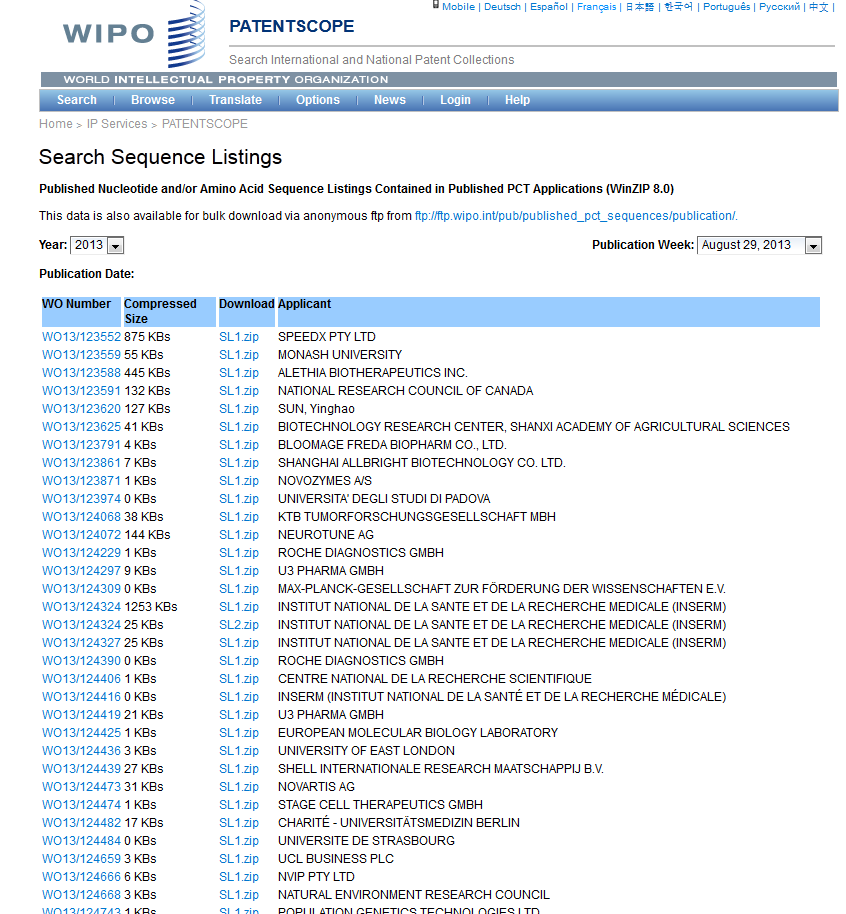 Mobile | Deutsch | Español | Français | 日本語 | 한국어 | Português | Русский | 中文 |
WIPO
PATENTSCOPE
Search International and National Patent Collections
WORLD INTELLECTUAL PROPERTY ORGANIZATION
Search | Browse | Translate | Options | News | Login | Help
Home > IP Services > PATENTSCOPE
Search Sequence Listings
Published Nucleotide and/or Amino Acid Sequence Listings Contained in Published PCT Applications (WinZIP 8.0)
This data is also available for bulk download via anonymous ftp from ftp://ftp.wipo.int/pub/published_pct_sequences/publication/.
Year: 2013 Publication Week: August 29, 2013
Publication Date:
WO Number Compressed Size Download Applicant
WO13/123552 875 KBs SL1.zip SPEEDX PTY LTD
WO13/123559 55 KBs SL1.zip MONASH UNIVERSITY
WO13/123588 445 KBs SL1.zip ALETHIA BIOTHERAPEUTICS INC.
WO13/123591 132 KBs SL1.zip NATIONAL RESEARCH COUNCIL OF CANADA
WO13/123620 127 KBs SL1.zip SUN, Yinghao
WO13/123625 41 KBs SL1.zip BIOTECHNOLOGY RESEARCH CENTER, SHANXI ACADEMY OF AGRICULTURAL SCIENCES
WO13/123791 4 KBs SL1.zip BLOOMAGE FREDA BIOPHARM CO., LTD.
WO13/123861 7 KBs SL1.zip SHANGHAI ALLBRIGHT BIOTECHNOLOGY CO. LTD.
WO13/123871 1 KBs SL1.zip NOVOZYMES A/S
WO13/123974 0 KBs SL1.zip UNIVERSITA' DEGLI STUDI DI PADOVA
WO13/124068 38 KBs SL1.zip KTB TUMORFORSCHUNGSGESELLSCHAFT MBH
WO13/124072 144 KBs SL1.zip NEUROTUNE AG
WO13/124229 1 KBs SL1.zip ROCHE DIAGNOSTICS GMBH
WO13/124297 9 KBs SL1.zip U3 PHARMA GMBH
WO13/124309 0 KBs SL1.zip MAX-PLANCK-GESELLSCHAFT ZUR FÖRDERUNG DER WISSENSCHAFTEN E.V.
WO13/124324 1253 KBs SL1.zip INSTITUT NATIONAL DE LA SANTE ET DE LA RECHERCHE MEDICALE (INSERM)
WO13/124324 25 KBs SL2.zip INSTITUT NATIONAL DE LA SANTE ET DE LA RECHERCHE MEDICALE (INSERM)
WO13/124327 25 KBs SL1.zip INSTITUT NATIONAL DE LA SANTE ET DE LA RECHERCHE MEDICALE (INSERM)
WO13/124390 0 KBs SL1.zip ROCHE DIAGNOSTICS GMBH
WO13/124406 1 KBs SL1.zip CENTRE NATIONAL DE LA RECHERCHE SCIENTIFIQUE
WO13/124416 0 KBs SL1.zip INSERM (INSTITUT NATIONAL DE LA SANTÉ ET DE LA RECHERCHE MÉDICALE)
WO13/124419 21 KBs SL1.zip U3 PHARMA GMBH
WO13/124425 1 KBs SL1.zip EUROPEAN MOLECULAR BIOLOGY LABORATORY
WO13/124436 3 KBs SL1.zip UNIVERSITY OF EAST LONDON
WO13/124439 27 KBs SL1.zip SHELL INTERNATIONALE RESEARCH MAATSCHAPPIJ B.V.
WO13/124473 31 KBs SL1.zip NOVARTIS AG
WO13/124474 1 KBs SL1.zip STAGE CELL THERAPEUTICS GMBH
WO13/124482 17 KBs SL1.zip CHARITÉ - UNIVERSITÄTSMEDIZIN BERLIN
WO13/124484 0 KBs SL1.zip UNIVERSITE DE STRASBOURG
WO13/124659 3 KBs SL1.zip UCL BUSINESS PLC
WO13/124666 6 KBs SL1.zip NVIP PTY LTD
WO13/124668 3 KBs SL1.zip NATURAL ENVIRONMENT RESEARCH COUNCIL
WO13/124743 1 KBs SL1.zip POPULATION GENETICS TECHNOLOGIES LTD